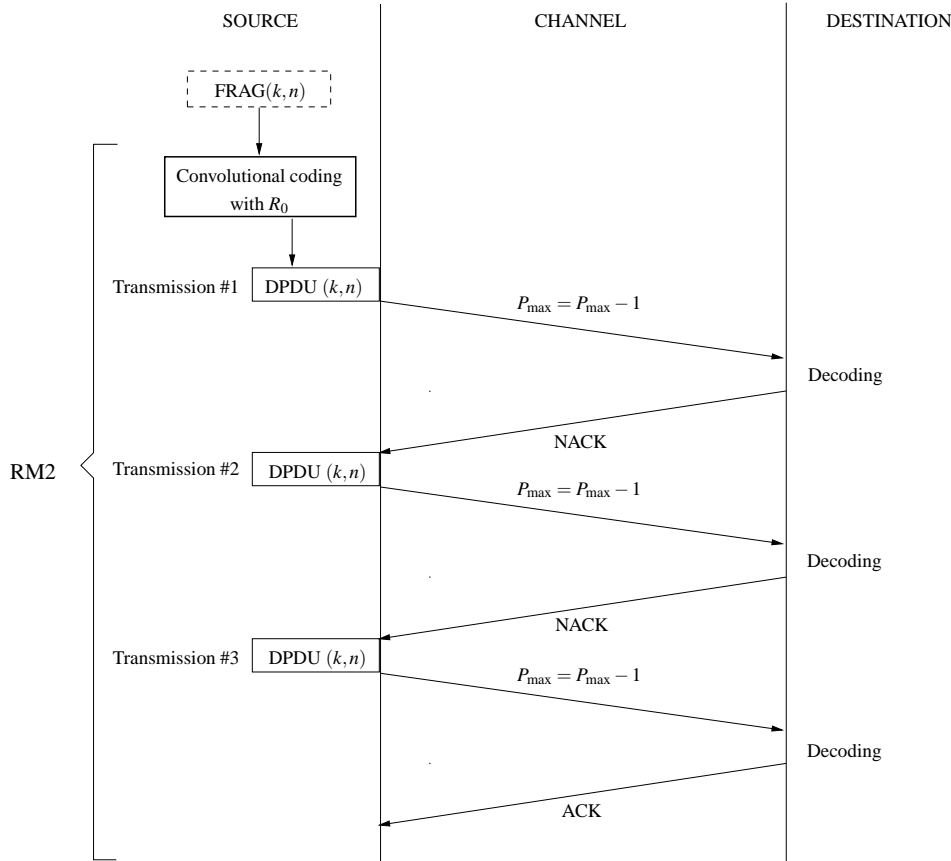 SOURCE CHANNEL DESTINATION
FRAG(k,n)
Convolutional coding
with R₀
Transmission #1 DPDU (k,n)
Pmax = Pmax − 1
Decoding
NACK
RM2
Transmission #2 DPDU (k,n)
Pmax = Pmax − 1
Decoding
NACK
Transmission #3 DPDU (k,n)
Pmax = Pmax − 1
Decoding
ACK